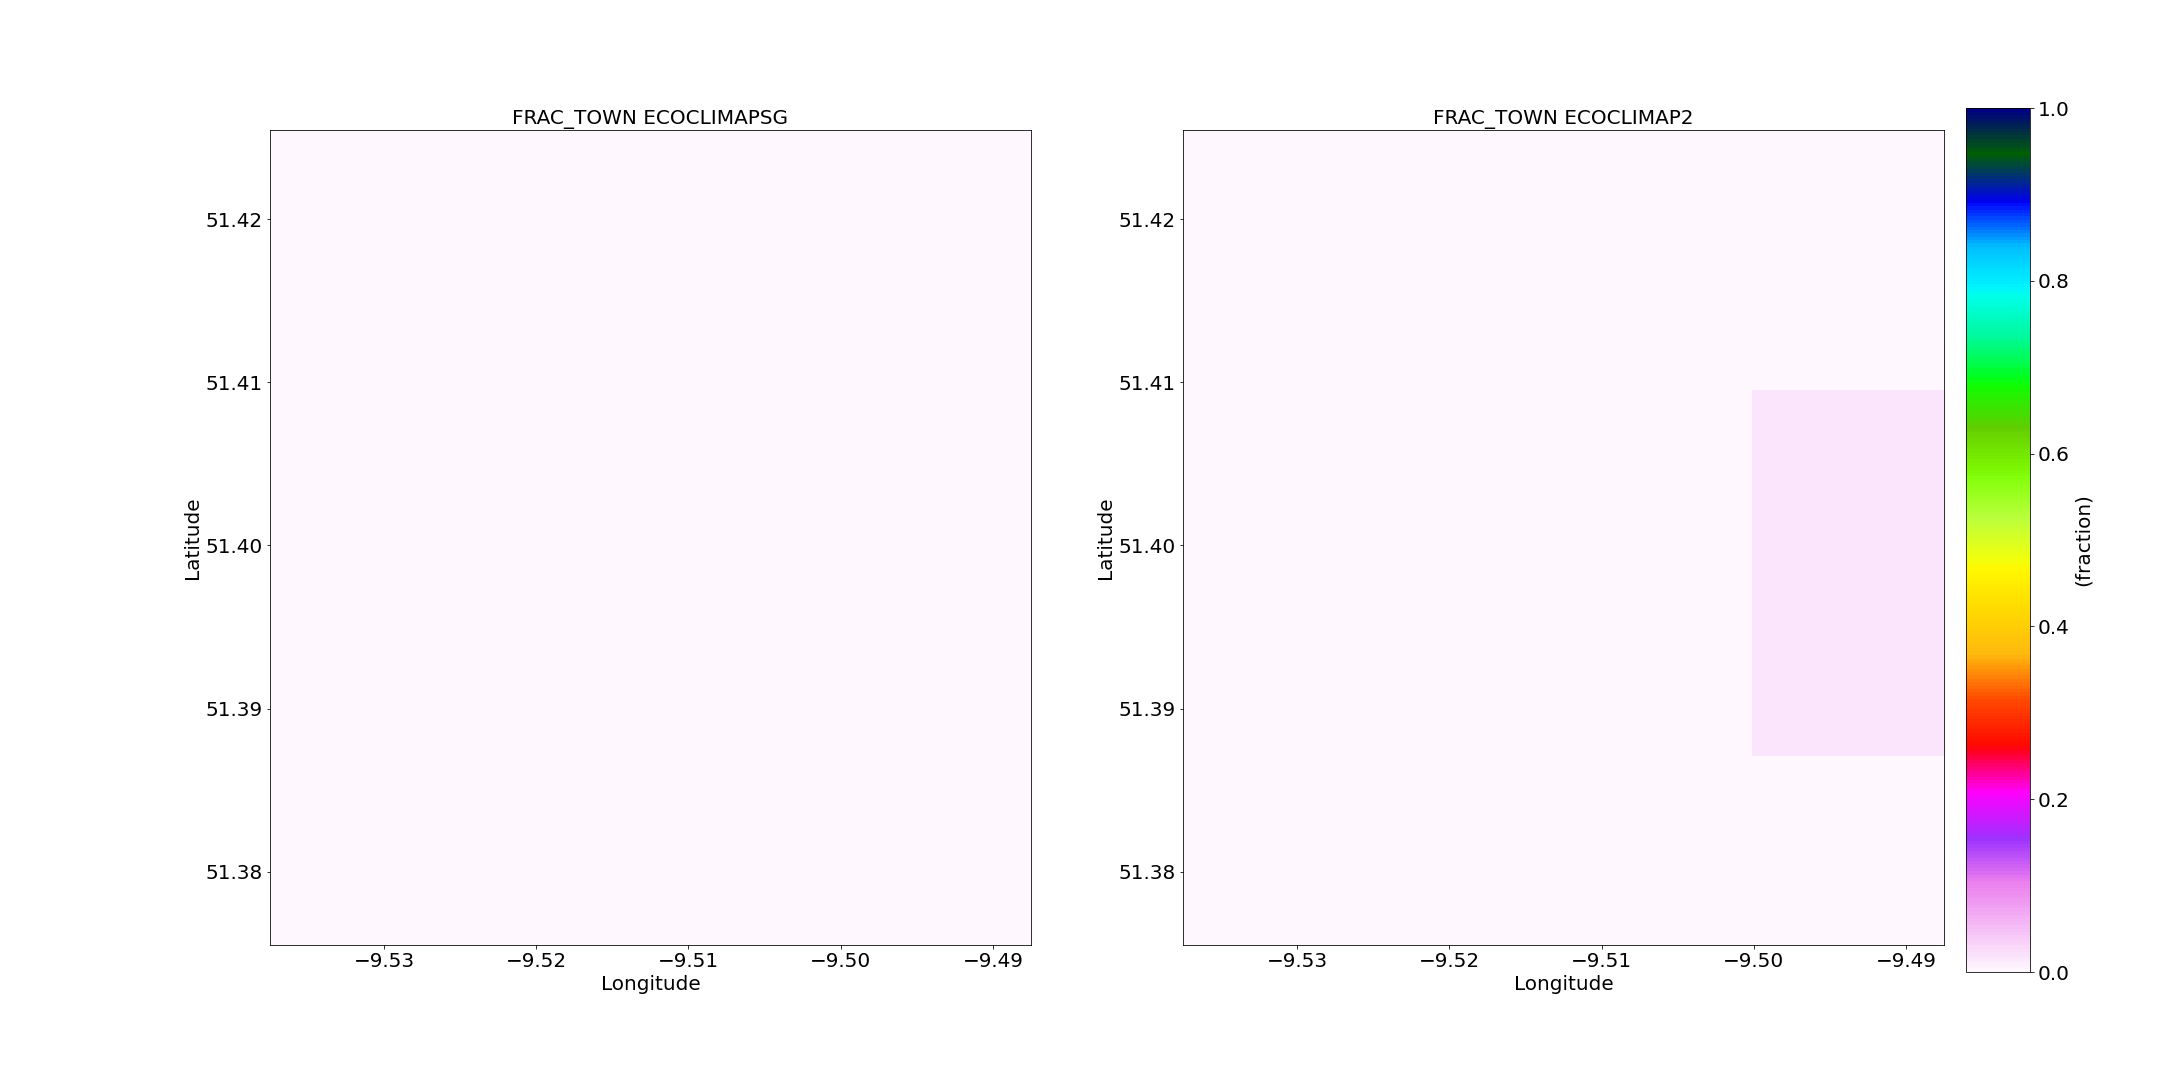 FRAC_TOWN ECOCLIMAPSG
51.42
51.41
51.40
51.39
51.38
Latitude
−9.53 −9.52 −9.51 −9.50 −9.49
Longitude
FRAC_TOWN ECOCLIMAP2
51.42
51.41
51.40
51.39
51.38
Latitude
−9.53 −9.52 −9.51 −9.50 −9.49
Longitude
1.0
0.8
0.6
0.4
0.2
0.0
(fraction)